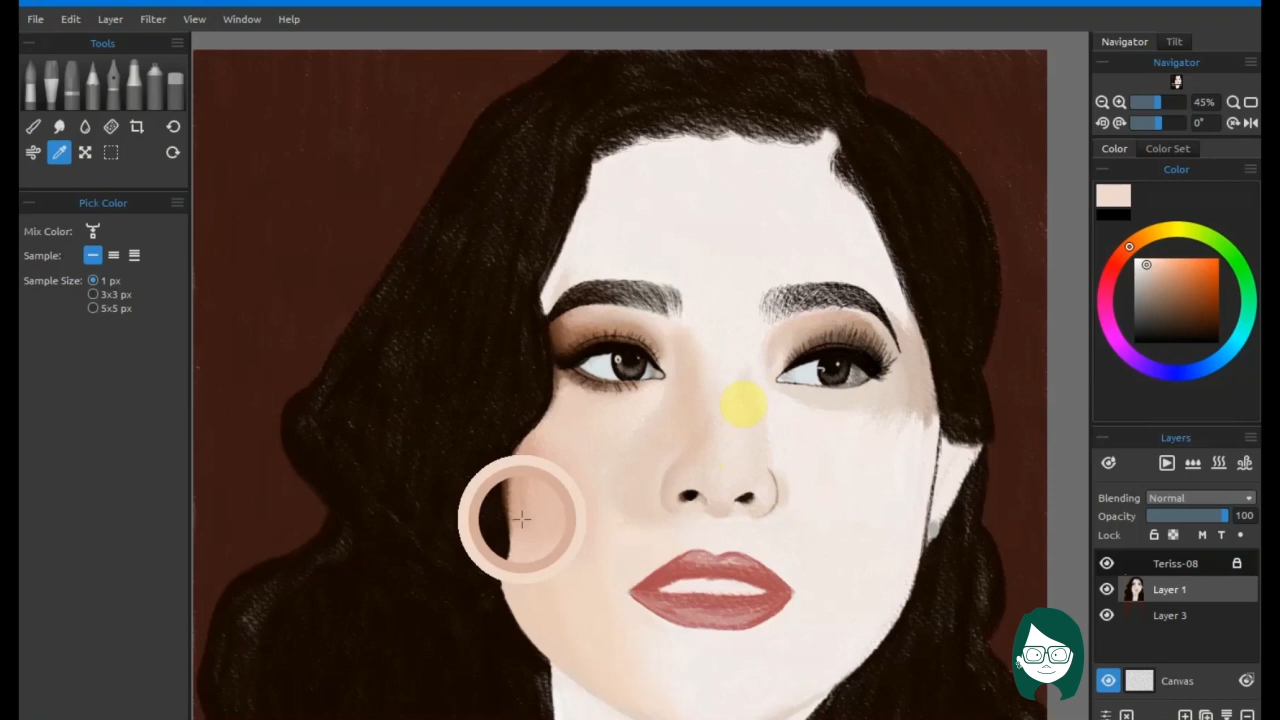 File Edit Layer Filter View Window Help
Tools
Pick Color
Mix Color:
Sample:
Sample Size: 1 px
3x3 px
5x5 px
Navigator Tilt
Navigator
45%
0°
Color Color Set
Color
Layers
Blending Normal
Opacity 100
Lock M T
Teriss-08
Layer 1
Layer 3
Canvas